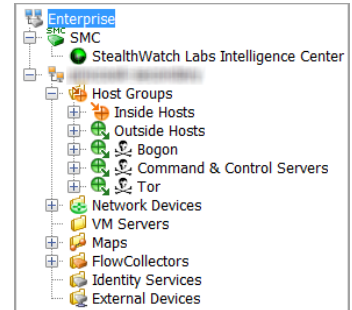 Enterprise
SMC
SMC
StealthWatch Labs Intelligence Center
Host Groups
Inside Hosts
Outside Hosts
Bogon
Command & Control Servers
Tor
Network Devices
VM Servers
Maps
FlowCollectors
Identity Services
External Devices